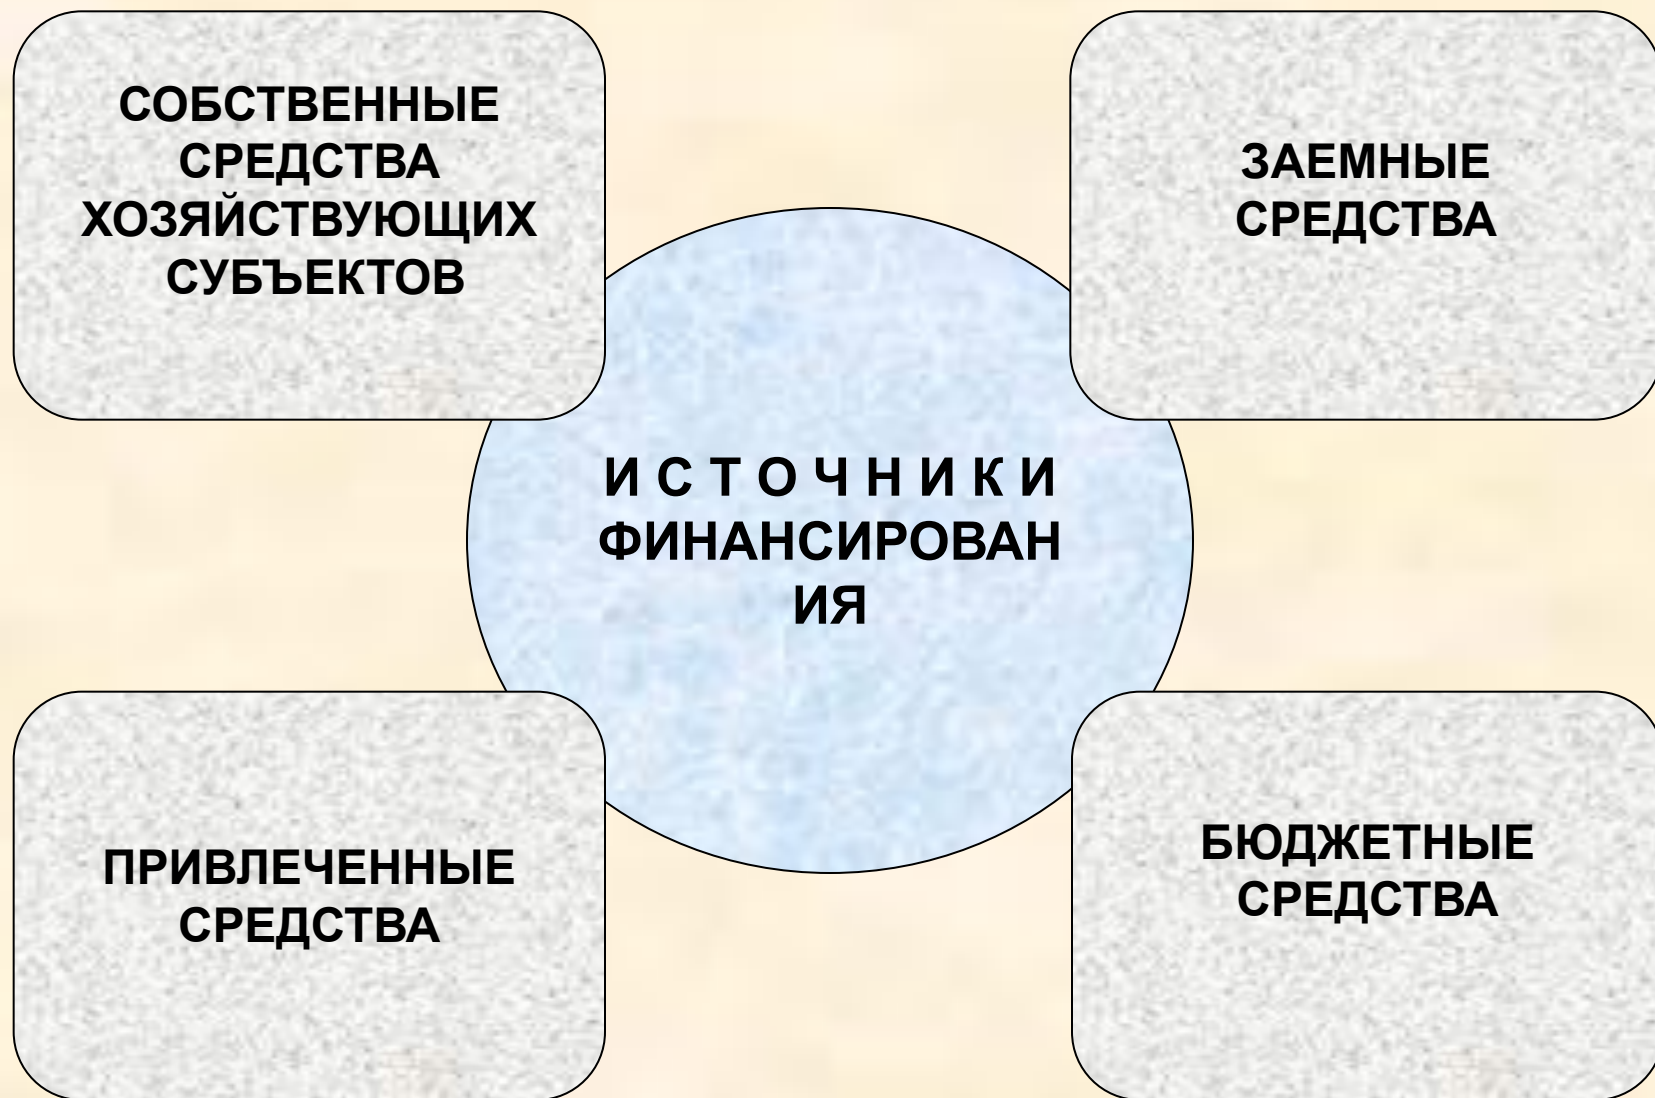 СОБСТВЕННЫЕ
СРЕДСТВА
ХОЗЯЙСТВУЮЩИХ
СУБЪЕКТОВ
ЗАЕМНЫЕ
СРЕДСТВА
И С Т О Ч Н И К И
ФИНАНСИРОВАН
ИЯ
ПРИВЛЕЧЕННЫЕ
СРЕДСТВА
БЮДЖЕТНЫЕ
СРЕДСТВА